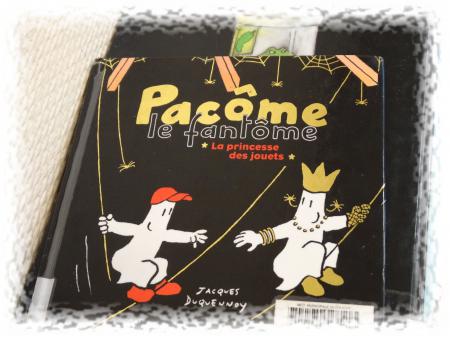 Pacôme
le fantôme
* La princesse
des jouets *
JACQUES
DUQUENNOY